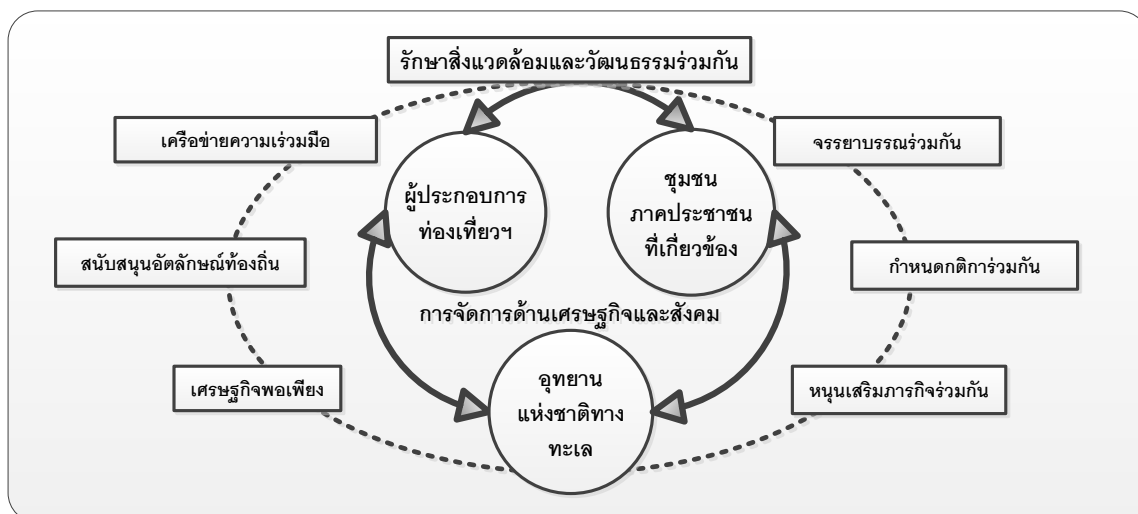 รักษาสิ่งแวดล้อมและวัฒนธรรมร่วมกัน
เครือข่ายความเร่วมมือ
จรรยาบรรณร่วมกัน
ผู้ประกอบการ
ท่องเที่ยวฯ
ชุมชน
ภาคประชาชน
ที่เกี่ยวข้อง
สนับสนุนอัตลักษณ์ท้องถิ่น
กำหนดกติการ่วมกัน
การจัดการด้านเศรษฐกิจและสังคม
เศรษฐกิจพอเพียง
อุทยาน
แห่งชาติทาง
ทะเล
หนุนเสริมภารกิจร่วมกัน